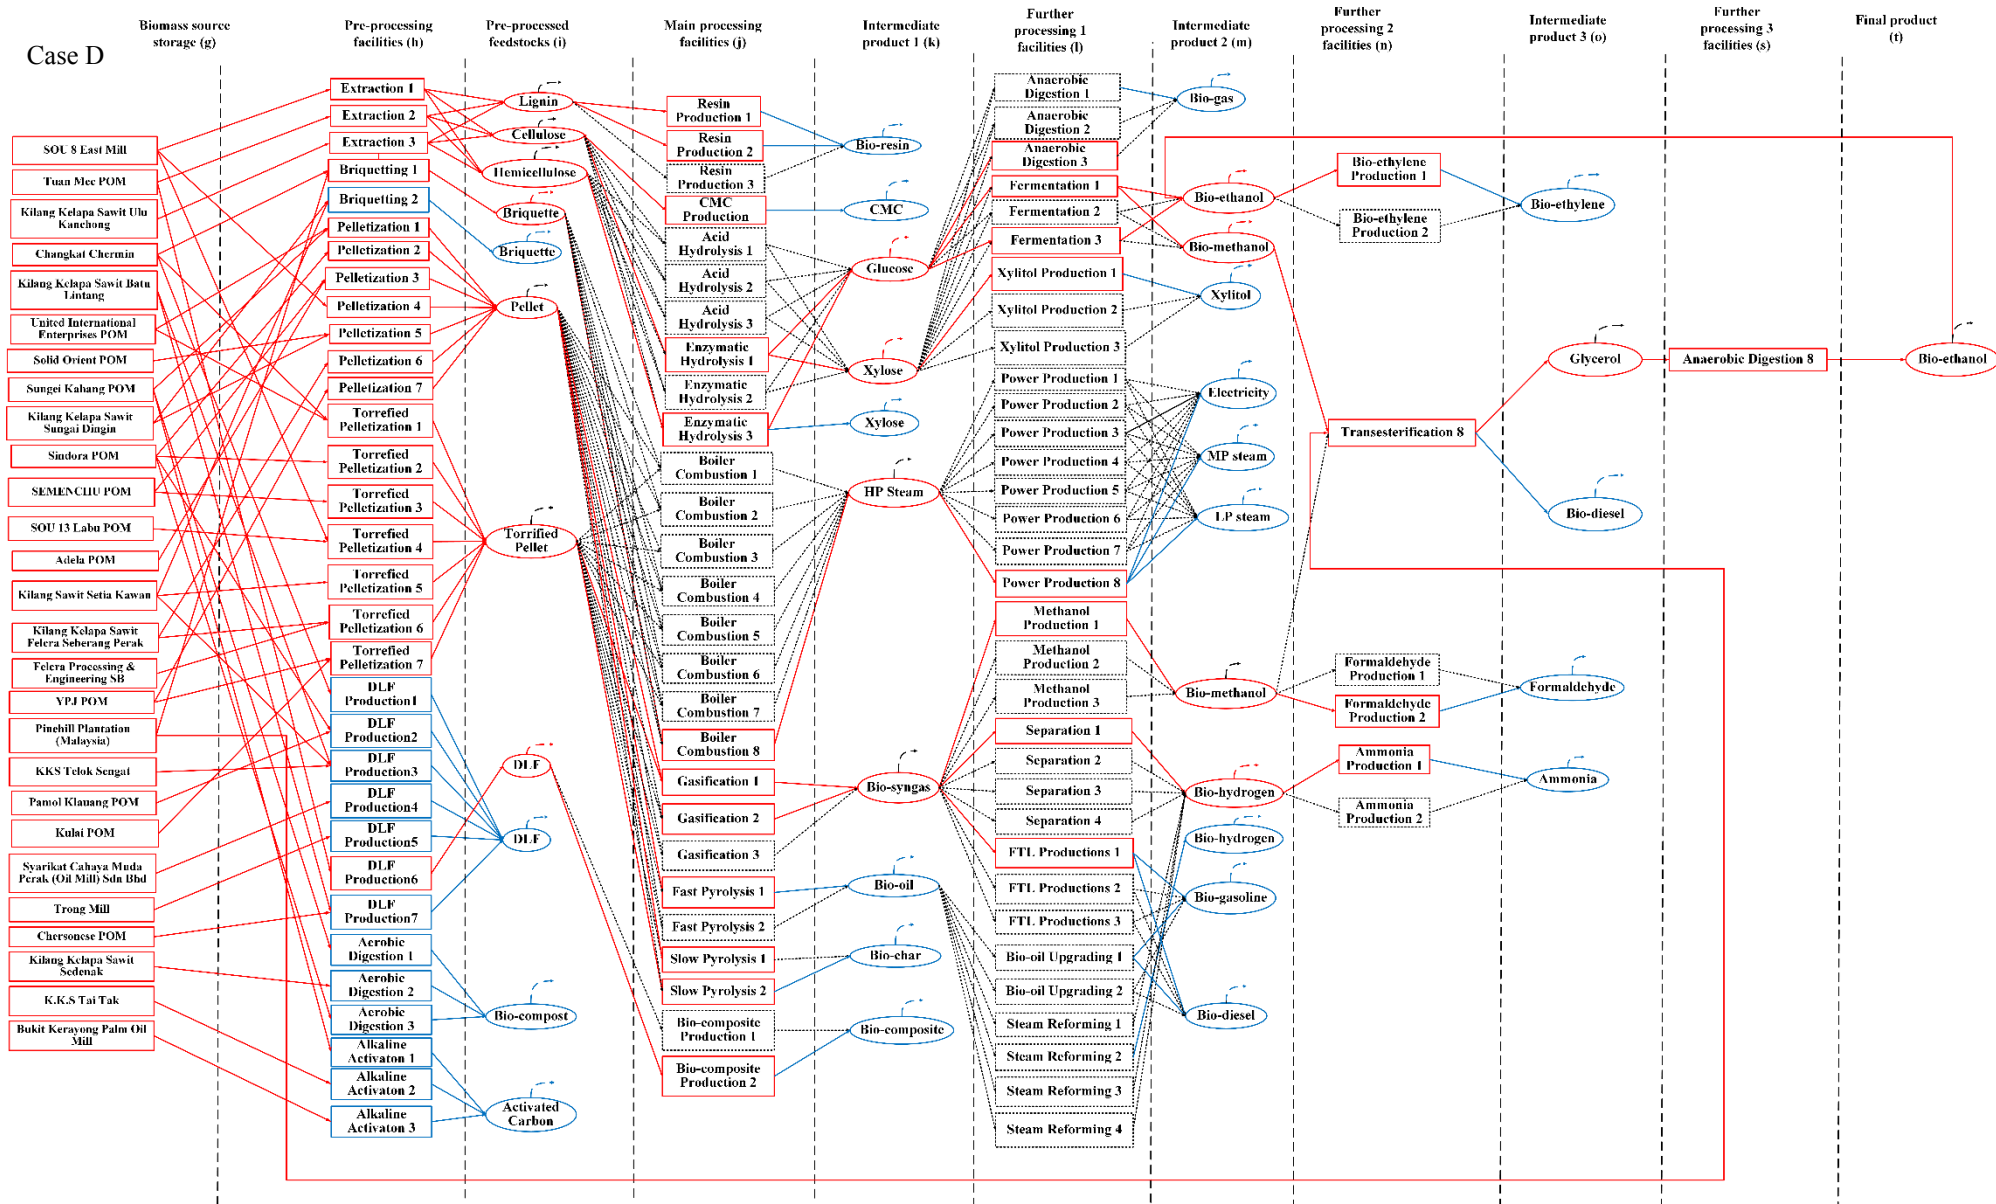 Biomass source
storage (g)
Pre-processing
facilities (h)
Pre-processed
feedstocks (i)
Main processing
facilities (j)
Intermediate
product 1 (k)
Further
processing 1
facilities (l)
Intermediate
product 2 (m)
Further
processing 2
facilities (n)
Intermediate
product 3 (o)
Further
processing 3
facilities (s)
Final product
(t)
Case D
SOU 8 East Mill
Tuan Mee POM
Kilang Kelapa Sawit Ulu
Kanchong
Changkat Chermin
Kilang Kelapa Sawit Batu
Lintang
United International
Enterprises POM
Solid Orient POM
Sungei Kahang POM
Kilang Kelapa Sawit
Sungai Dingin
Sindora POM
SEMENCHU POM
SOU 13 Labu POM
Adela POM
Kilang Sawit Setia Kawan
Kilang Kelapa Sawit
Felcra Seberang Perak
Felcra Processing &
Engineering SB
YPJ POM
Pinehill Plantation
(Malaysia)
KKS Telok Sengat
Pamol Klauang POM
Kulai POM
Syarikat Cahaya Muda
Perak (Oil Mill) Sdn Bhd
Trong Mill
Chersonese POM
Kilang Kelapa Sawit
Sedenak
K.K.S Tai Tak
Bukit Kerayong Palm Oil
Mill
Extraction 1
Extraction 2
Extraction 3
Briquetting 1
Briquetting 2
Pelletization 1
Pelletization 2
Pelletization 3
Pelletization 4
Pelletization 5
Pelletization 6
Pelletization 7
Torrefied
Pelletization 1
Torrefied
Pelletization 2
Torrefied
Pelletization 3
Torrefied
Pelletization 4
Torrefied
Pelletization 5
Torrefied
Pelletization 6
Torrefied
Pelletization 7
DLF
Production1
DLF
Production2
DLF
Production3
DLF
Production4
DLF
Production5
DLF
Production6
DLF
Production7
Aerobic
Digestion 1
Aerobic
Digestion 2
Aerobic
Digestion 3
Alkaline
Activaton 1
Alkaline
Activaton 2
Alkaline
Activaton 3
Lignin
Cellulose
Hemicellulose
Briquette
Briquette
Pellet
Torrified
Pellet
DLF
DLF
Bio-compost
Activated
Carbon
Resin
Production 1
Resin
Production 2
Resin
Production 3
CMC
Production
Acid
Hydrolysis 1
Acid
Hydrolysis 2
Acid
Hydrolysis 3
Enzymatic
Hydrolysis 1
Enzymatic
Hydrolysis 2
Enzymatic
Hydrolysis 3
Boiler
Combustion 1
Boiler
Combustion 2
Boiler
Combustion 3
Boiler
Combustion 4
Boiler
Combustion 5
Boiler
Combustion 6
Boiler
Combustion 7
Boiler
Combustion 8
Gasification 1
Gasification 2
Gasification 3
Fast Pyrolysis 1
Fast Pyrolysis 2
Slow Pyrolysis 1
Slow Pyrolysis 2
Bio-composite
Production 1
Bio-composite
Production 2
Bio-resin
CMC
Glucose
Xylose
Xylose
HP Steam
Bio-syngas
Bio-oil
Bio-char
Bio-composite
Anaerobic
Digestion 1
Anaerobic
Digestion 2
Anaerobic
Digestion 3
Fermentation 1
Fermentation 2
Fermentation 3
Xylitol Production 1
Xylitol Production 2
Xylitol Production 3
Power Production 1
Power Production 2
Power Production 3
Power Production 4
Power Production 5
Power Production 6
Power Production 7
Power Production 8
Methanol
Production 1
Methanol
Production 2
Methanol
Production 3
Separation 1
Separation 2
Separation 3
Separation 4
FTL Productions 1
FTL Productions 2
FTL Productions 3
Bio-oil Upgrading 1
Bio-oil Upgrading 2
Steam Reforming 1
Steam Reforming 2
Steam Reforming 3
Steam Reforming 4
Bio-gas
Bio-ethanol
Bio-methanol
Xylitol
Electricity
MP steam
LP steam
Bio-methanol
Bio-hydrogen
Bio-hydrogen
Bio-gasoline
Bio-diesel
Bio-ethylene
Production 1
Bio-ethylene
Production 2
Transesterification 8
Formaldehyde
Production 1
Formaldehyde
Production 2
Ammonia
Production 1
Ammonia
Production 2
Bio-ethylene
Glycerol
Bio-diesel
Formaldehyde
Ammonia
Anaerobic Digestion 8
Bio-ethanol